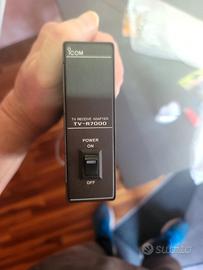 ICOM
TV RECEIVE ADAPTER
TV-R7000
POWER
ON
OFF
subito